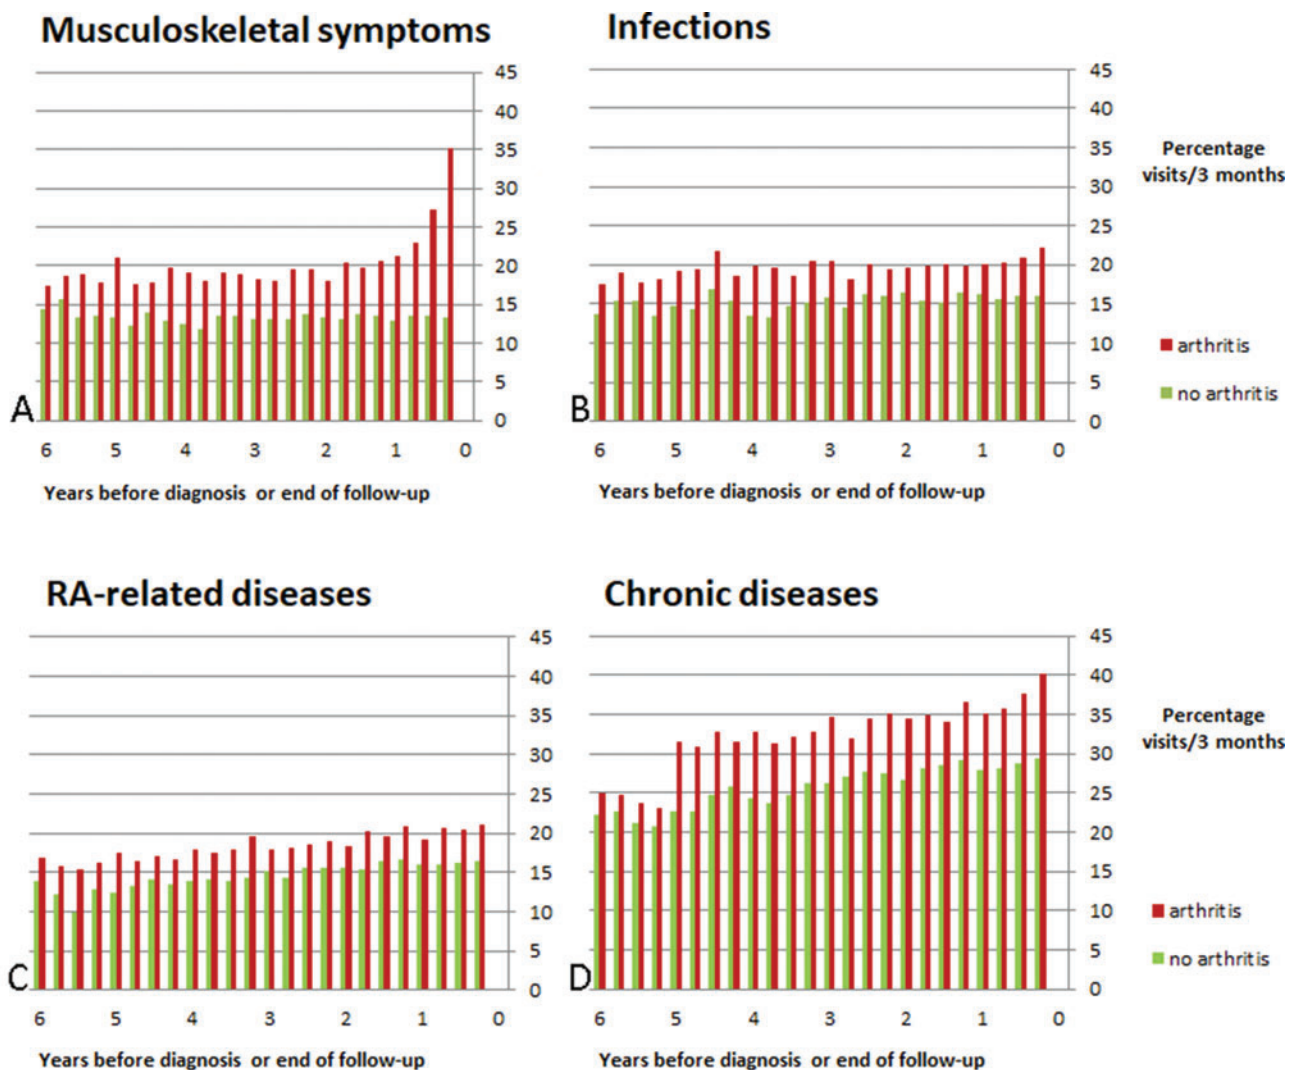 Musculoskeletal symptoms
45
40
35
30
25
20
15
10
5
0
A
6 5 4 3 2 1 0
Years before diagnosis or end of follow-up
Infections
45
40
35
30
25
20
15
10
5
0
B
6 5 4 3 2 1 0
Years before diagnosis or end of follow-up
Percentage
visits/3 months
arthritis
no arthritis
RA-related diseases
45
40
35
30
25
20
15
10
5
0
C
6 5 4 3 2 1 0
Years before diagnosis or end of follow-up
Chronic diseases
45
40
35
30
25
20
15
10
5
0
D
6 5 4 3 2 1 0
Years before diagnosis or end of follow-up
Percentage
visits/3 months
arthritis
no arthritis